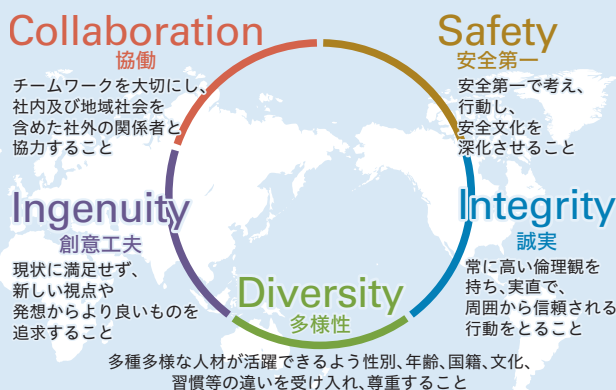 Collaboration
協働
チームワークを大切にし、
社内及び地域社会を
含めた社外の関係者と
協力すること
Safety
安全第一
安全第一で考え、
行動し、
安全文化を
深化させること
Ingenuity
創意工夫
現状に満足せず、
新しい視点や
発想からより良いものを
追求すること
Integrity
誠実
常に高い倫理観を
持ち、実直で、
周囲から信頼される
行動をとること
Diversity
多様性
多種多様な人材が活躍できるよう性別、年齢、国籍、文化、
習慣等の違いを受け入れ、尊重すること